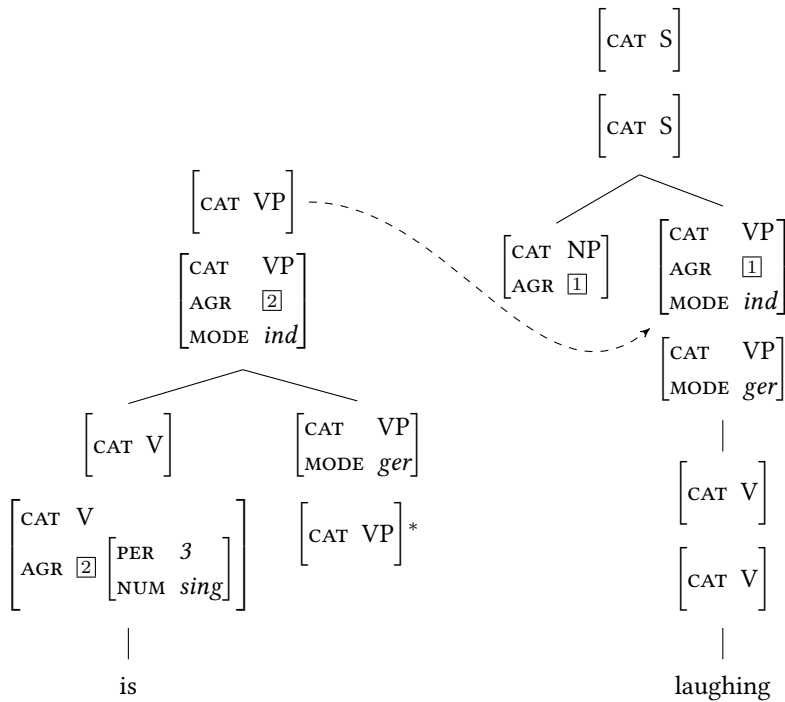 [CAT S]
[CAT S]
[CAT VP]
[CAT VP
AGR 2
MODE ind]
[CAT V]
[CAT V
AGR 2 [PER 3
NUM sing]]
is
[CAT VP
MODE ger]
[CAT VP]*
[CAT NP
AGR 1]
[CAT VP
AGR 1
MODE ind]
[CAT VP
MODE ger]
[CAT V]
[CAT V]
laughing